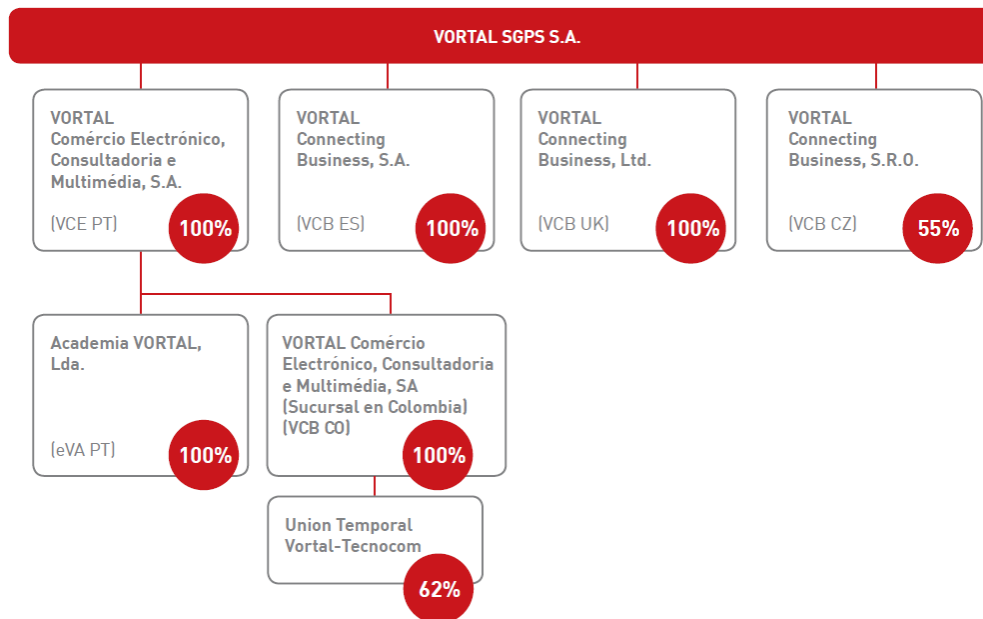 VORTAL SGPS S.A.
VORTAL
Comércio Electrónico,
Consultadoria e
Multimédia, S.A.
(VCE PT)
100%
VORTAL
Connecting
Business, S.A.
(VCB ES)
100%
VORTAL
Connecting
Business, Ltd.
(VCB UK)
100%
VORTAL
Connecting
Business, S.R.O.
(VCB CZ)
55%
Academia VORTAL,
Lda.
(eVA PT)
100%
VORTAL Comércio
Electrónico, Consultadoria
e Multimédia, SA
(Sucursal en Colombia)
(VCB CO)
100%
Union Temporal
Vortal-Tecnocom
62%